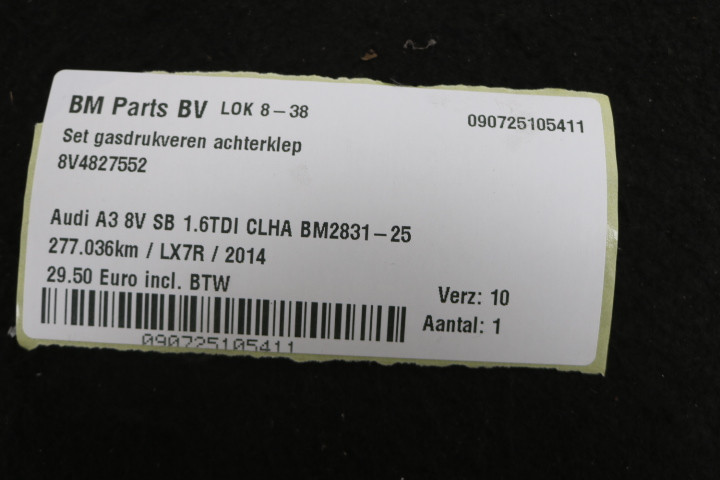 BM Parts BV LOK 8-38 090725105411
Set gasdrukveren achterklep
8V4827552
Audi A3 8V SB 1.6TDI CLHA BM2831-25
277.036km / LX7R / 2014
29.50 Euro incl. BTW
Verz: 10
Aantal: 1
090725105411